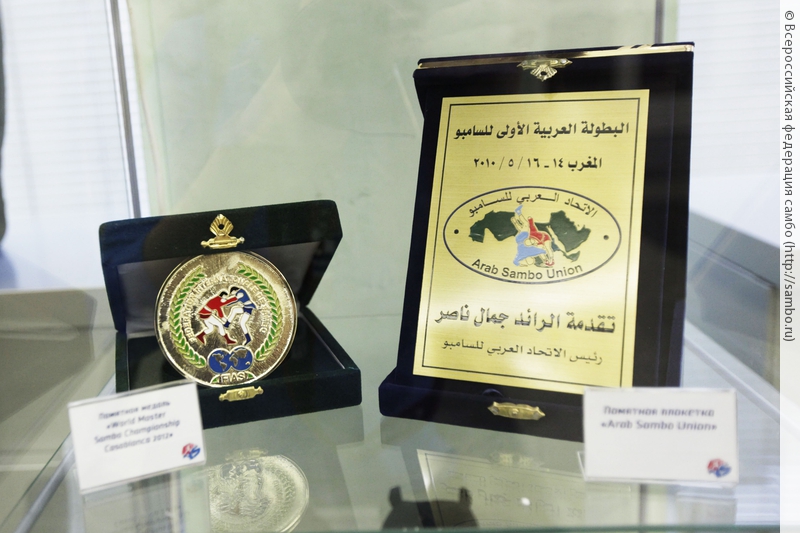 البطولة العربية الأولى للسامبو
المغرب ١٤ - ١٦ / ٥ / ٢٠١٠
الاتحاد العربي للسامبو
Arab Sambo Union
تقدمة الرائد جمال ناصر
رئيس الاتحاد العربي للسامبو
FIAS
Памятная медаль
«World Master
Sambo Championship
Casablanca 2012»
Памятная плакетка
«Arab Sambo Union»
© Всероссийская федерация самбо (http://sambo.ru)